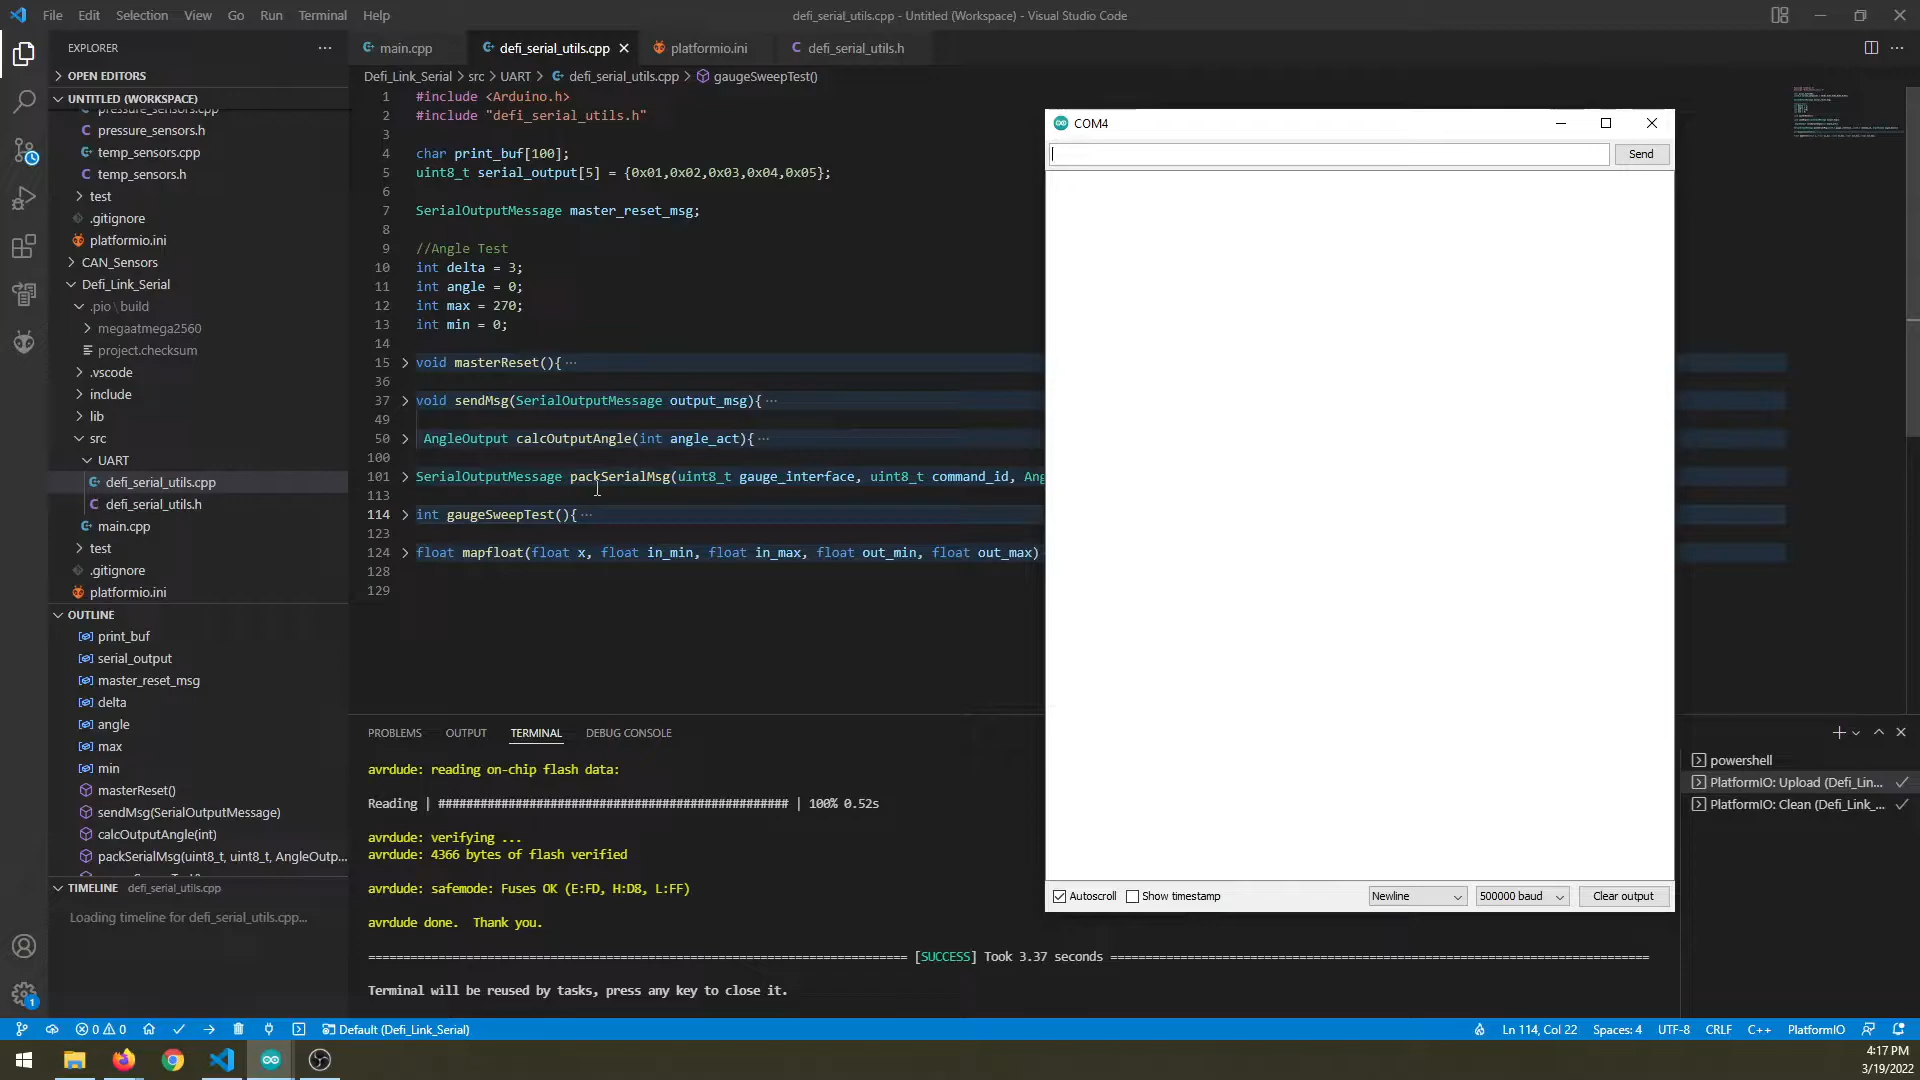 File Edit Selection View Go Run Terminal Help
defi_serial_utils.cpp - Untitled (Workspace) - Visual Studio Code
EXPLORER
OPEN EDITORS
UNTITLED (WORKSPACE)
pressure_sensors.cpp
pressure_sensors.h
temp_sensors.cpp
temp_sensors.h
test
.gitignore
platformio.ini
CAN_Sensors
Defi_Link_Serial
.pio \ build
megaatmega2560
project.checksum
.vscode
include
lib
src
UART
defi_serial_utils.cpp
defi_serial_utils.h
main.cpp
test
.gitignore
platformio.ini
OUTLINE
print_buf
serial_output
master_reset_msg
delta
angle
max
min
masterReset()
sendMsg(SerialOutputMessage)
calcOutputAngle(int)
packSerialMsg(uint8_t, uint8_t, AngleOutp...
TIMELINE defi_serial_utils.cpp
Loading timeline for defi_serial_utils.cpp...
main.cpp
defi_serial_utils.cpp
platformio.ini
defi_serial_utils.h
Defi_Link_Serial > src > UART > defi_serial_utils.cpp > gaugeSweepTest()
1 #include <Arduino.h>
2 #include "defi_serial_utils.h"
3
4 char print_buf[100];
5 uint8_t serial_output[5] = {0x01,0x02,0x03,0x04,0x05};
6
7 SerialOutputMessage master_reset_msg;
8
9 //Angle Test
10 int delta = 3;
11 int angle = 0;
12 int max = 270;
13 int min = 0;
14
15 void masterReset(){ ...
36
37 void sendMsg(SerialOutputMessage output_msg){ ...
49
50 AngleOutput calcOutputAngle(int angle_act){ ...
100
101 SerialOutputMessage packSerialMsg(uint8_t gauge_interface, uint8_t command_id, Ang
113
114 int gaugeSweepTest(){ ...
123
124 float mapfloat(float x, float in_min, float in_max, float out_min, float out_max)
128
129
COM4
Send
Autoscroll
Show timestamp
Newline
500000 baud
Clear output
PROBLEMS OUTPUT TERMINAL DEBUG CONSOLE
avrdude: reading on-chip flash data:
Reading | ################################################## | 100% 0.52s
avrdude: verifying ...
avrdude: 4366 bytes of flash verified
avrdude: safemode: Fuses OK (E:FD, H:D8, L:FF)
avrdude done.  Thank you.
[SUCCESS] Took 3.37 seconds
Terminal will be reused by tasks, press any key to close it.
powershell
PlatformIO: Upload (Defi_Lin...
PlatformIO: Clean (Defi_Link_...
1
0 0
Default (Defi_Link_Serial)
Ln 114, Col 22
Spaces: 4
UTF-8
CRLF
C++
PlatformIO
4:17 PM
3/19/2022